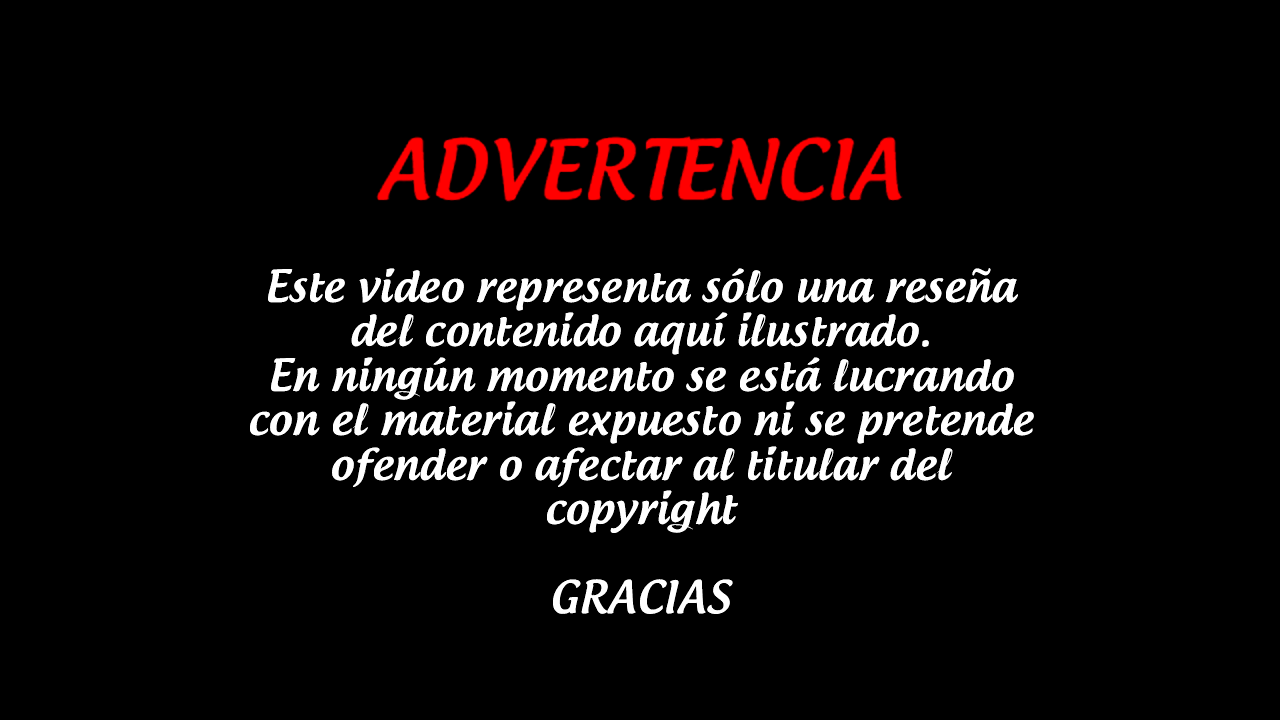 ADVERTENCIA
Este video representa sólo una reseña
del contenido aquí ilustrado.
En ningún momento se está lucrando
con el material expuesto ni se pretende
ofender o afectar al titular del
copyright
GRACIAS